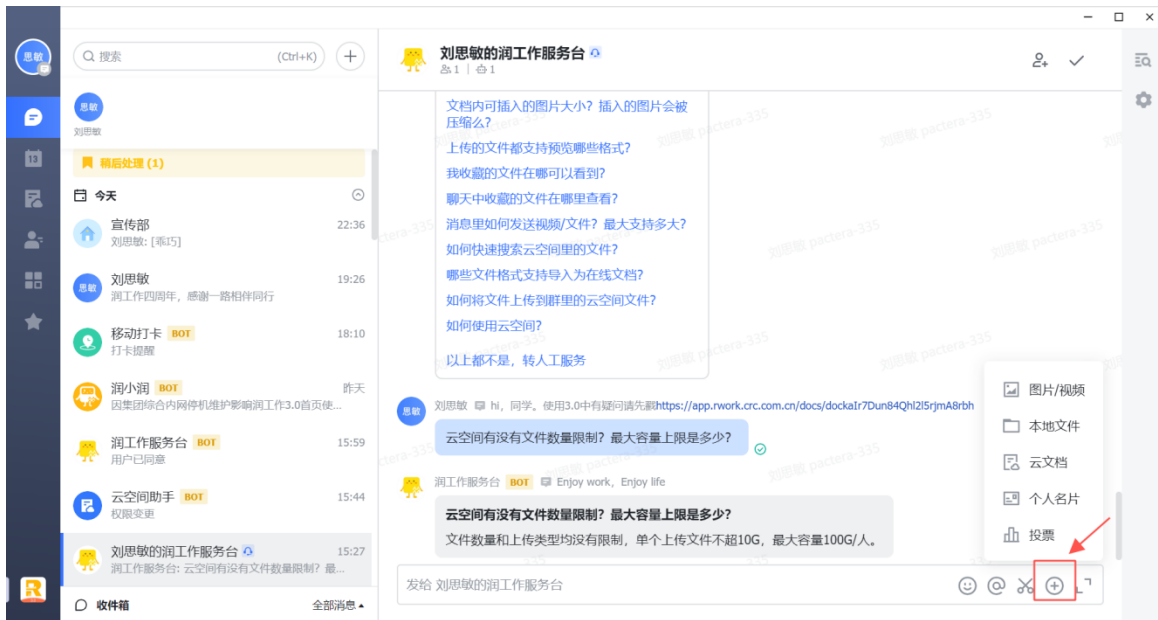 思敏
搜索 (Ctrl+K)
思敏
刘思敏
稍后处理 (1)
今天
宣传部 22:36
刘思敏: [乖巧]
思敏
刘思敏 19:26
润工作四周年，感谢一路相伴同行
移动打卡 BOT 18:10
打卡提醒
润小润 BOT 昨天
因集团综合内网停机维护影响润工作3.0首页使...
润工作服务台 BOT 15:59
用户已同意
云空间助手 BOT 15:44
权限变更
刘思敏的润工作服务台 15:27
润工作服务台: 云空间有没有文件数量限制？最...
收件箱 全部消息
13
R
刘思敏的润工作服务台
1 | 1
文档内可插入的图片大小？插入的图片会被
压缩么？
上传的文件都支持预览哪些格式？
我收藏的文件在哪可以看到？
聊天中收藏的文件在哪里查看？
消息里如何发送视频/文件？最大支持多大？
如何快速搜索云空间里的文件？
哪些文件格式支持导入为在线文档？
如何将文件上传到群里的云空间文件？
如何使用云空间？
以上都不是，转人工服务
思敏
刘思敏 hi，同学。使用3.0中有疑问请先戳https://app.rwork.crc.com.cn/docs/dockaIr7Dun84Qhl2l5rjmA8rbh
云空间有没有文件数量限制？最大容量上限是多少？
润工作服务台 BOT Enjoy work，Enjoy life
云空间有没有文件数量限制？最大容量上限是多少？
文件数量和上传类型均没有限制，单个上传文件不超10G，最大容量100G/人。
图片/视频
本地文件
云文档
个人名片
投票
发给 刘思敏的润工作服务台
刘思敏 pactera-335